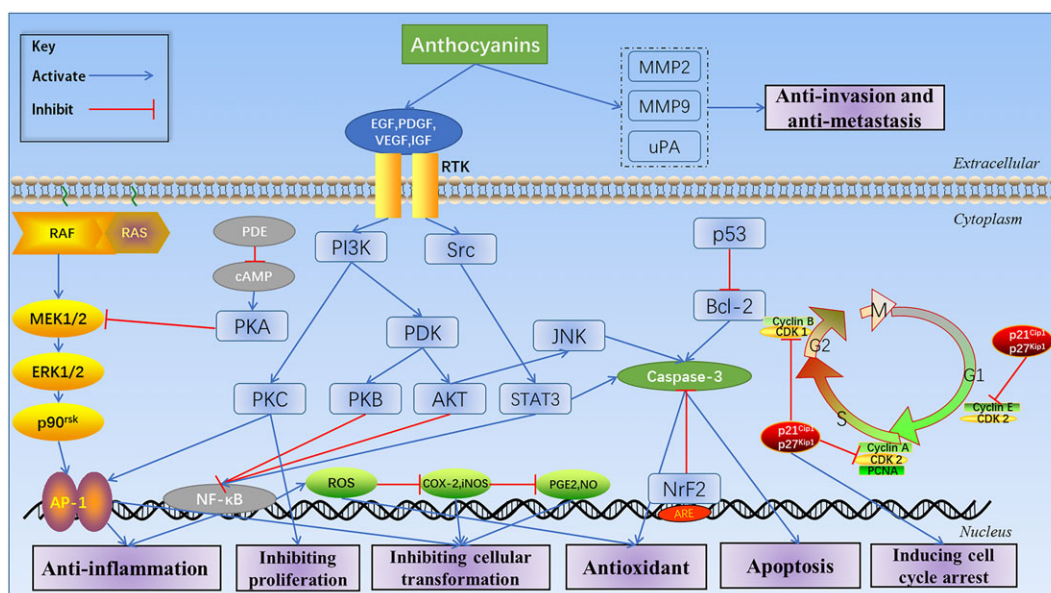 Key
Activate
Inhibit
Anthocyanins
MMP2
MMP9
uPA
Anti-invasion and
anti-metastasis
EGF,PDGF,
VEGF,IGF
RTK
Extracellular
Cytoplasm
RAF
RAS
PDE
cAMP
PKA
PI3K
Src
p53
Bcl-2
MEK1/2
PDK
JNK
Cyclin B
CDK 1
M
G2
G1
S
p21Cip1
p27Kip1
ERK1/2
Caspase-3
PKC
PKB
AKT
STAT3
Cyclin E
CDK 2
p90rsk
p21Cip1
p27Kip1
Cyclin A
CDK 2
PCNA
AP-1
NF-κB
ROS
COX-2,iNOS
PGE2,NO
NrF2
ARE
Nucleus
Anti-inflammation
Inhibiting
proliferation
Inhibiting cellular
transformation
Antioxidant
Apoptosis
Inducing cell
cycle arrest